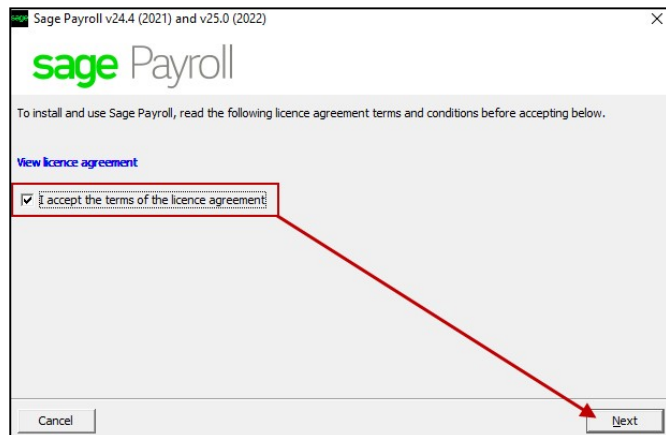 sage Sage Payroll v24.4 (2021) and v25.0 (2022)
sage Payroll
To install and use Sage Payroll, read the following licence agreement terms and conditions before accepting below.
View licence agreement
I accept the terms of the licence agreement
Cancel Next